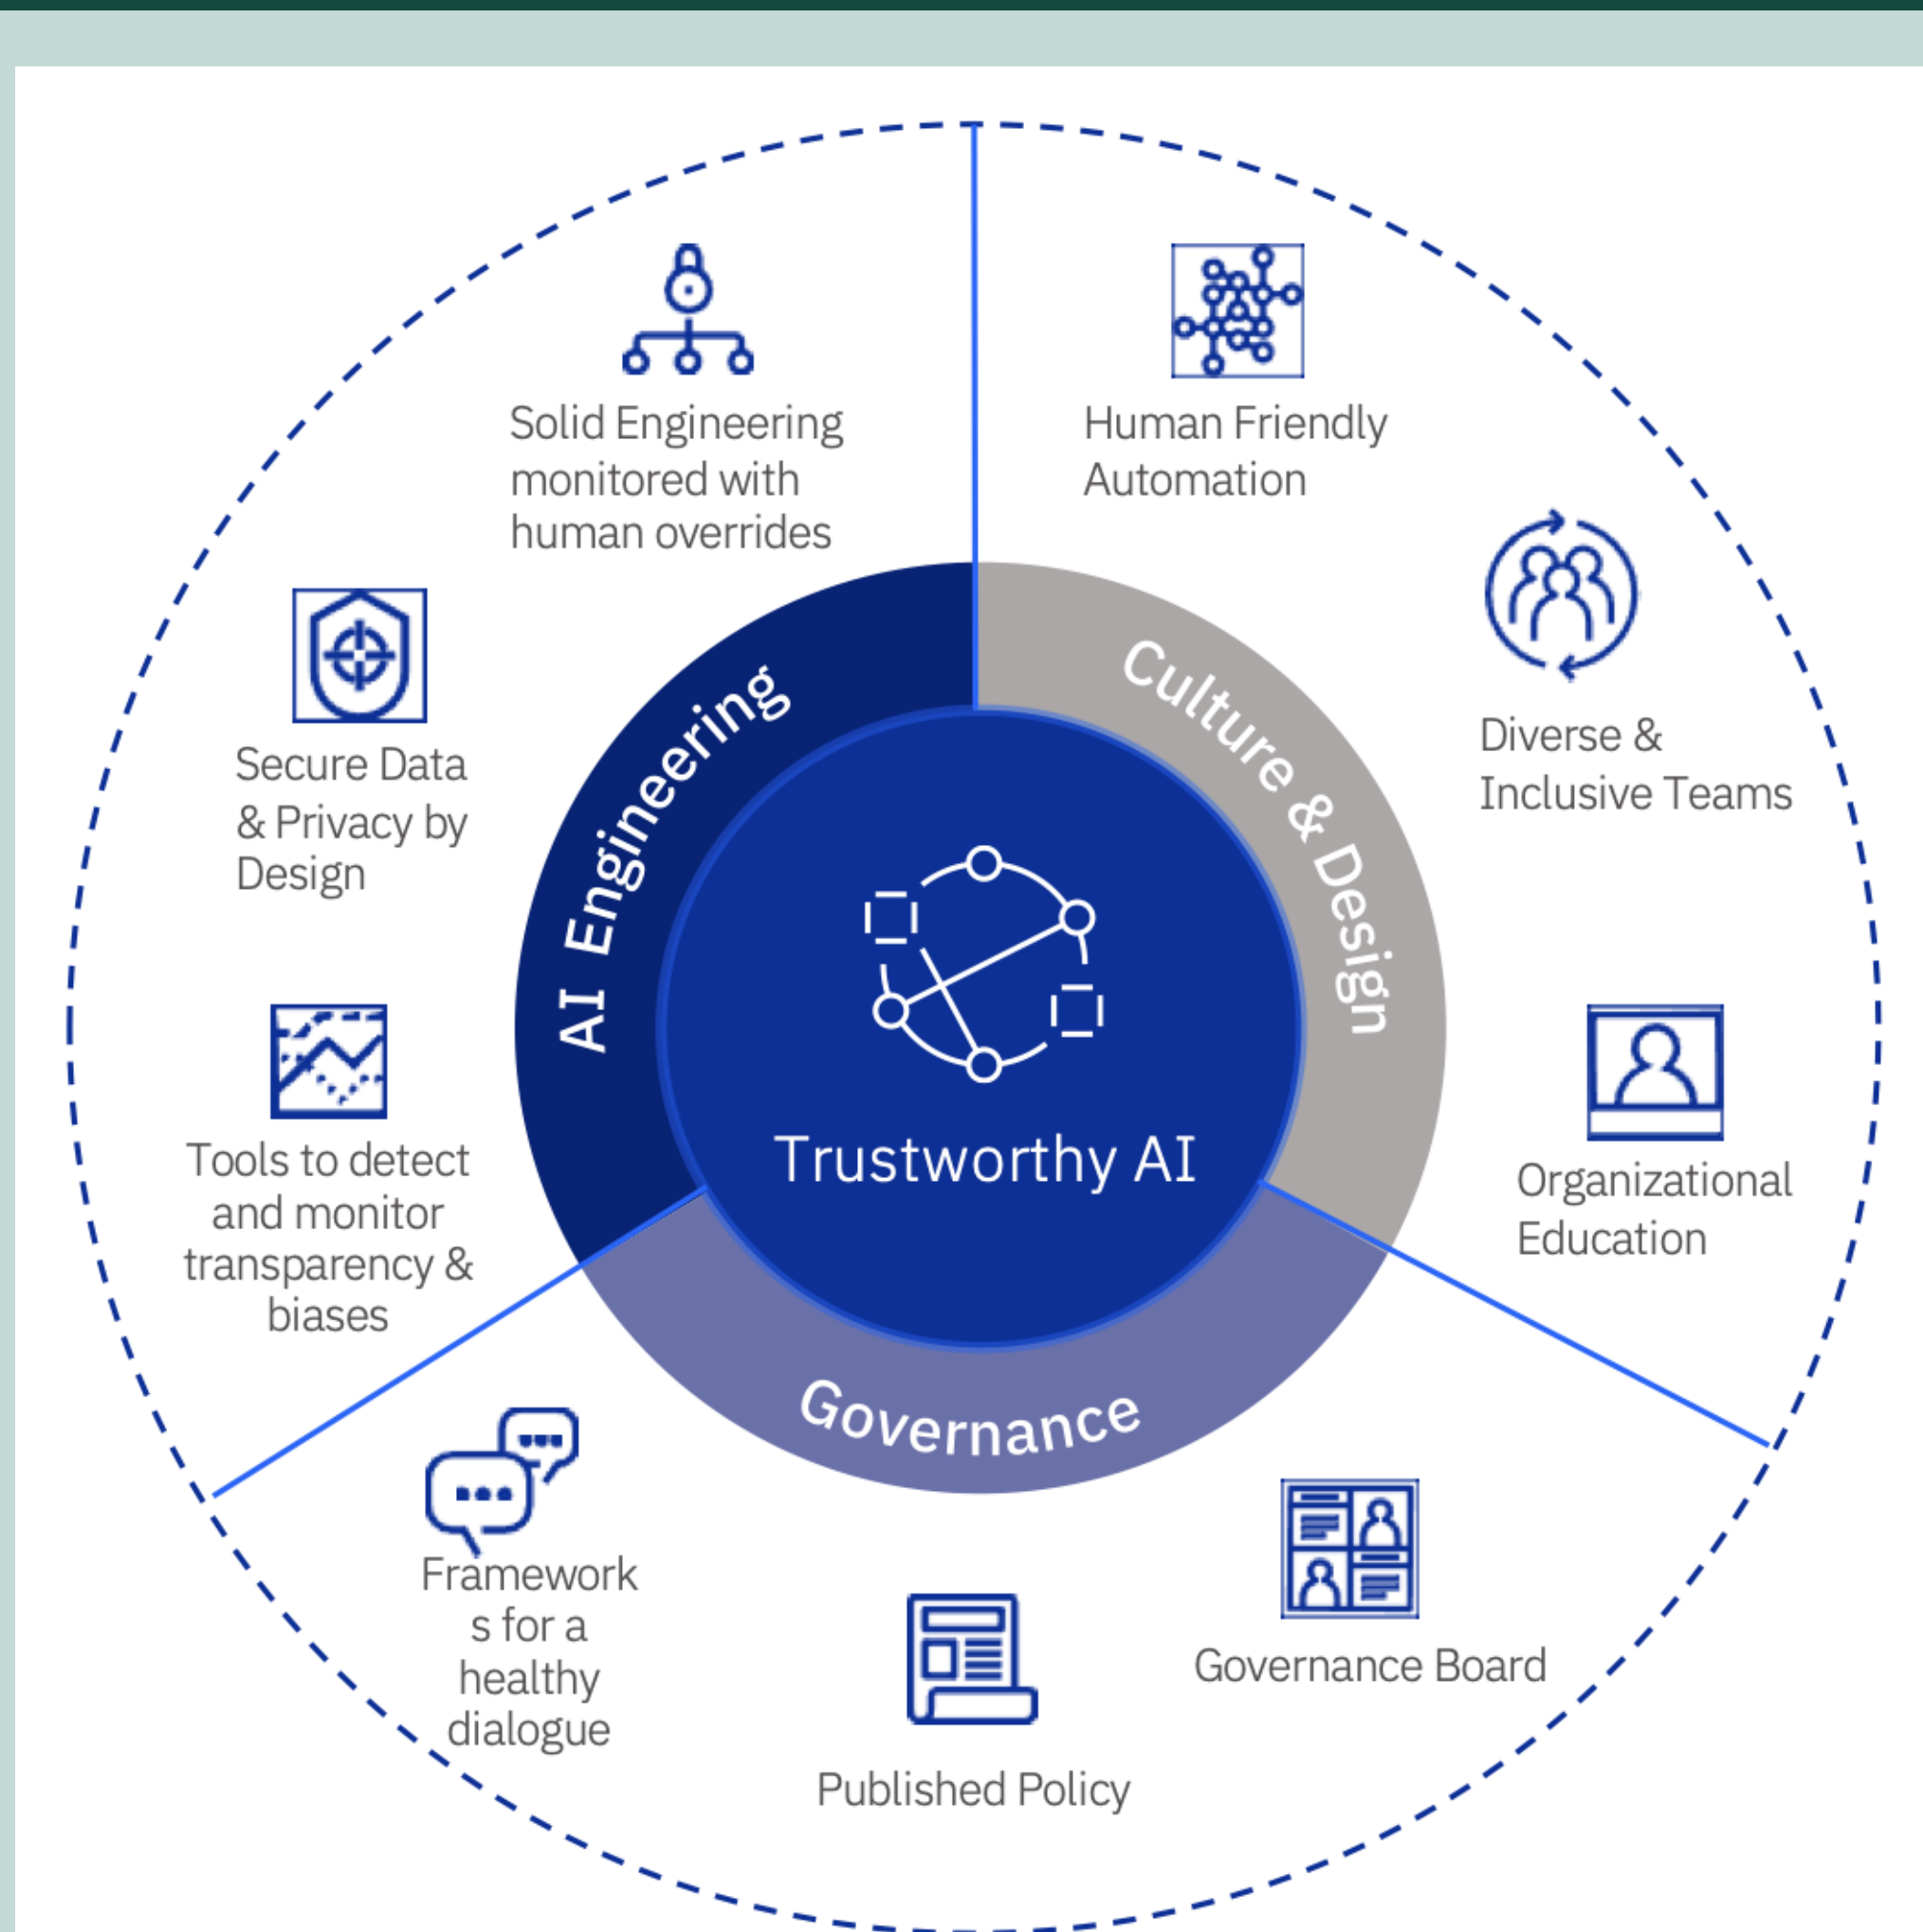 Solid Engineering
monitored with
human overrides
Human Friendly
Automation
Secure Data
& Privacy by
Design
Diverse &
Inclusive Teams
AI Engineering
Culture & Design
Trustworthy AI
Tools to detect
and monitor
transparency &
biases
Organizational
Education
Governance
Framework
s for a
healthy
dialogue
Published Policy
Governance Board